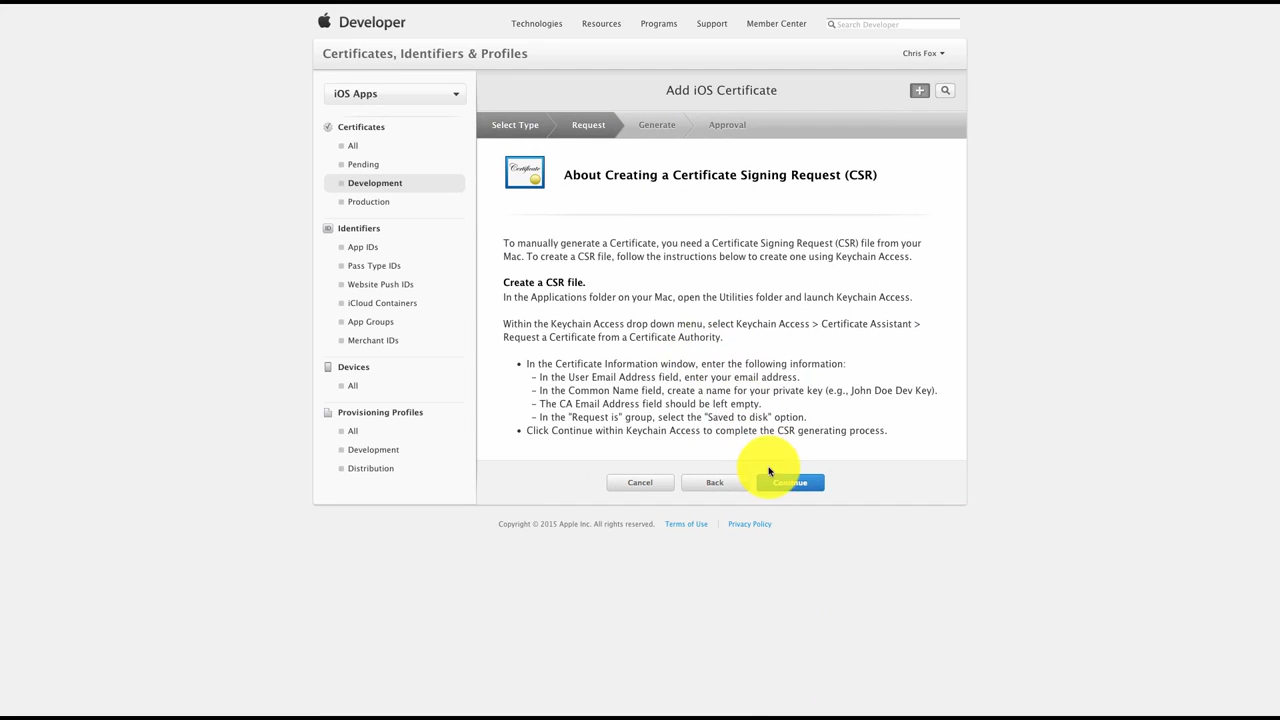 Developer
Technologies Resources Programs Support Member Center Search Developer
Certificates, Identifiers & Profiles
Chris Fox
iOS Apps
Add iOS Certificate
Select Type Request Generate Approval
Certificates
All
Pending
Development
Production
Identifiers
App IDs
Pass Type IDs
Website Push IDs
iCloud Containers
App Groups
Merchant IDs
Devices
All
Provisioning Profiles
All
Development
Distribution
Certificate
About Creating a Certificate Signing Request (CSR)
To manually generate a Certificate, you need a Certificate Signing Request (CSR) file from your
Mac. To create a CSR file, follow the instructions below to create one using Keychain Access.
Create a CSR file.
In the Applications folder on your Mac, open the Utilities folder and launch Keychain Access.
Within the Keychain Access drop down menu, select Keychain Access > Certificate Assistant >
Request a Certificate from a Certificate Authority.
• In the Certificate Information window, enter the following information:
– In the User Email Address field, enter your email address.
– In the Common Name field, create a name for your private key (e.g., John Doe Dev Key).
– The CA Email Address field should be left empty.
– In the "Request is" group, select the "Saved to disk" option.
• Click Continue within Keychain Access to complete the CSR generating process.
Cancel Back Continue
Copyright © 2015 Apple Inc. All rights reserved. Terms of Use Privacy Policy